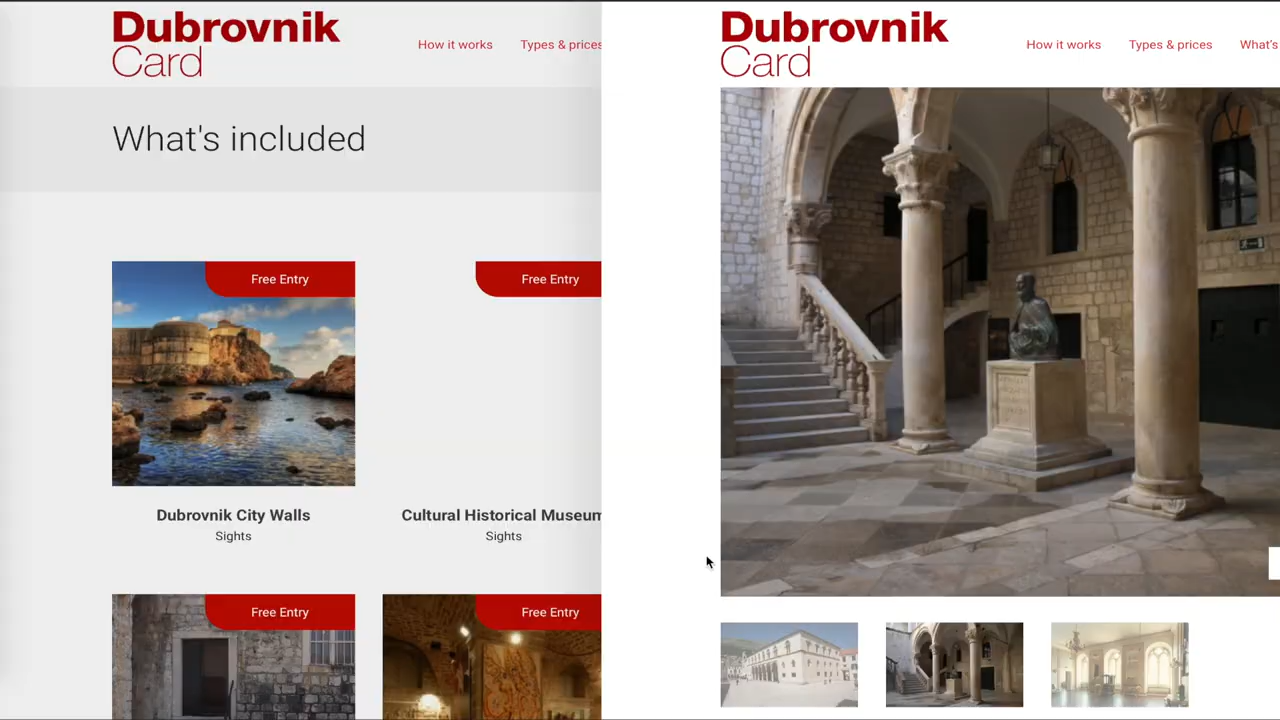 Dubrovnik
Card
How it works
Types & prices
What's included
Free Entry
Free Entry
Dubrovnik City Walls
Sights
Cultural Historical Museum
Sights
Free Entry
Free Entry
Dubrovnik
Card
How it works
Types & prices
What's